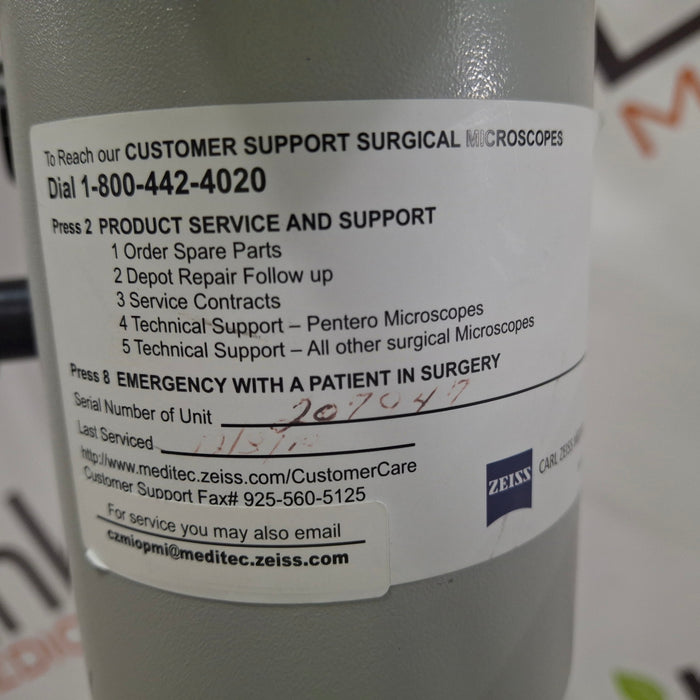 To Reach our CUSTOMER SUPPORT SURGICAL MICROSCOPES
Dial 1-800-442-4020
Press 2 PRODUCT SERVICE AND SUPPORT
1 Order Spare Parts
2 Depot Repair Follow up
3 Service Contracts
4 Technical Support – Pentero Microscopes
5 Technical Support – All other surgical Microscopes
Press 8 EMERGENCY WITH A PATIENT IN SURGERY
Serial Number of Unit 207047
Last Serviced
http://www.meditec.zeiss.com/CustomerCare
Customer Support Fax# 925-560-5125
ZEISS
CARL ZEISS
For service you may also email
czmiopmi@meditec.zeiss.com